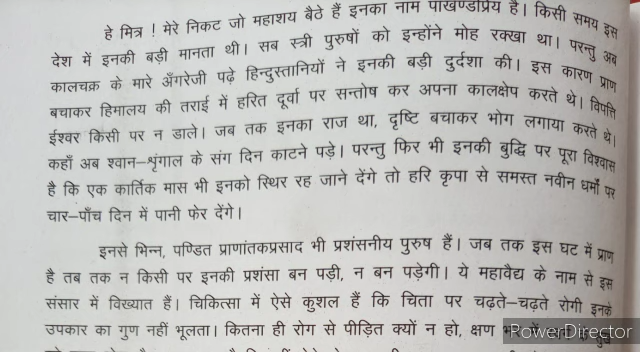 हे मित्र ! मेरे निकट जो महाशय बैठे हैं इनका नाम पाखण्डप्रिय है। किसी समय इस
देश में इनकी बड़ी मानता थी। सब स्त्री पुरुषों को इन्होंने मोह रक्खा था। परन्तु अब
कालचक्र के मारे अँगरेजी पढ़े हिन्दुस्तानियों ने इनकी बड़ी दुर्दशा की। इस कारण प्राण
बचाकर हिमालय की तराई में हरित दूर्वा पर सन्तोष कर अपना कालक्षेप करते थे। विपत्ति
ईश्वर किसी पर न डाले। जब तक इनका राज था, दृष्टि बचाकर भोग लगाया करते थे।
कहाँ अब श्वान–शृंगाल के संग दिन काटने पड़े। परन्तु फिर भी इनकी बुद्धि पर पूरा विश्वास
है कि एक कार्तिक मास भी इनको स्थिर रह जाने देंगे तो हरि कृपा से समस्त नवीन धर्मों पर
चार–पाँच दिन में पानी फेर देंगे।
इनसे भिन्न, पण्डित प्राणांतकप्रसाद भी प्रशंसनीय पुरुष हैं। जब तक इस घट में प्राण
है तब तक न किसी पर इनकी प्रशंसा बन पड़ी, न बन पड़ेगी। ये महावैद्य के नाम से इस
संसार में विख्यात हैं। चिकित्सा में ऐसे कुशल हैं कि चिता पर चढ़ते–चढ़ते रोगी इनके
उपकार का गुण नहीं भूलता। कितना ही रोग से पीड़ित क्यों न हो, क्षण भर में
PowerDirector